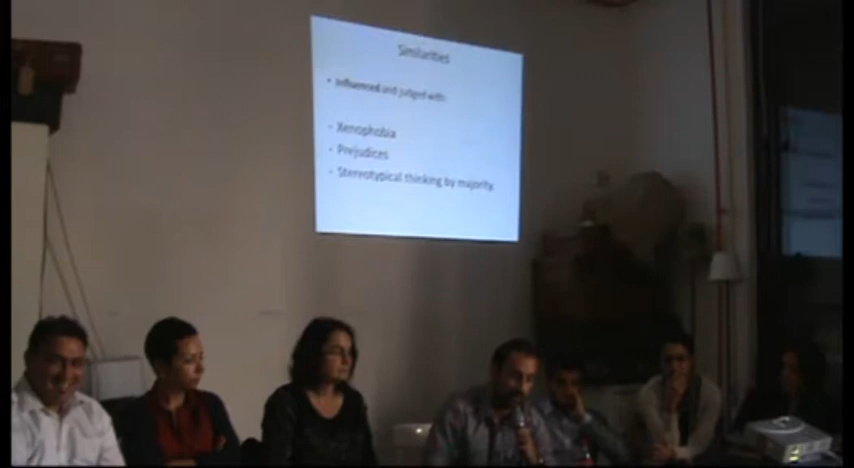 Similarities
• Influenced and judged with:
- Xenophobia
- Prejudices
- Stereotypical thinking by majority